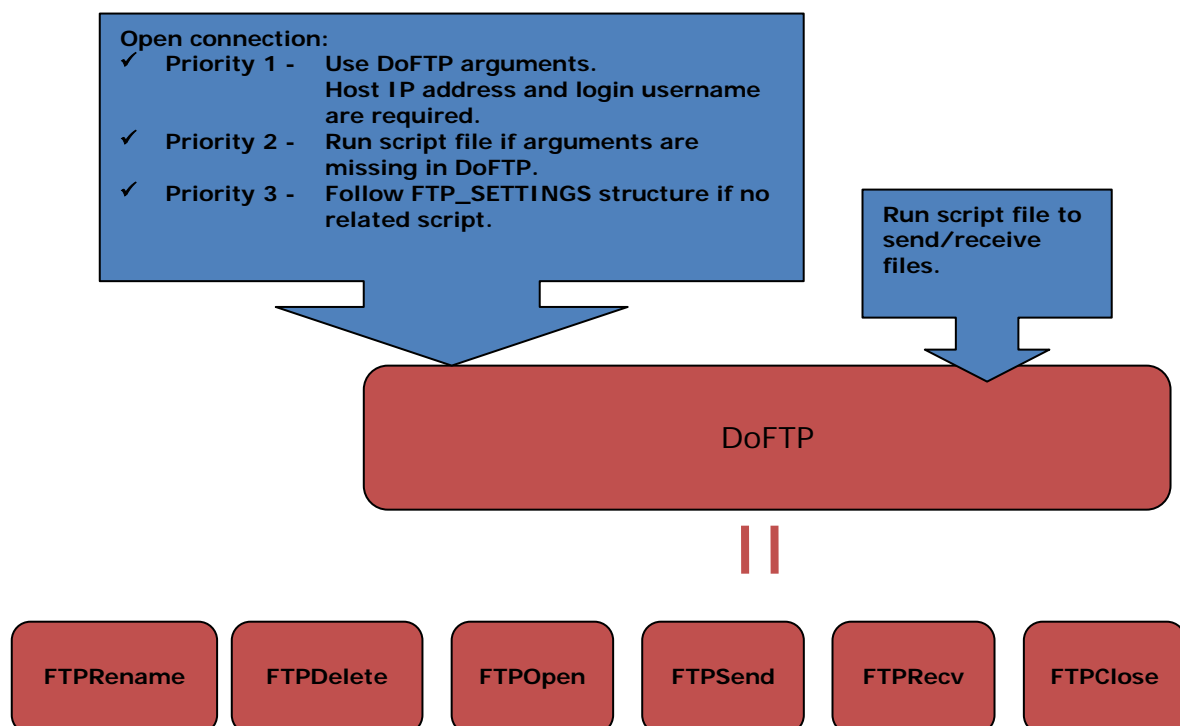 Open connection:
✓ Priority 1 - Use DoFTP arguments.
Host IP address and login username
are required.
✓ Priority 2 - Run script file if arguments are
missing in DoFTP.
✓ Priority 3 - Follow FTP_SETTINGS structure if no
related script.
Run script file to
send/receive
files.
DoFTP
FTPRename
FTPDelete
FTPOpen
FTPSend
FTPRecv
FTPClose